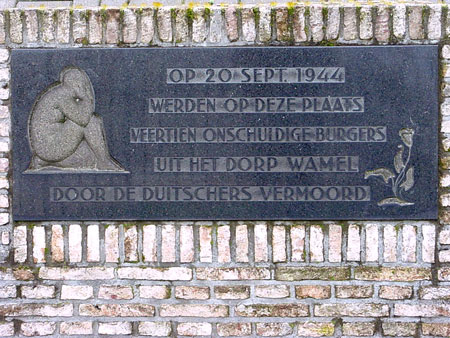 OP 20 SEPT 1944
WERDEN OP DEZE PLAATS
VEERTIEN ONSCHULDIGE BURGERS
UIT HET DORP WAMEL
DOOR DE DUITSCHERS VERMOORD